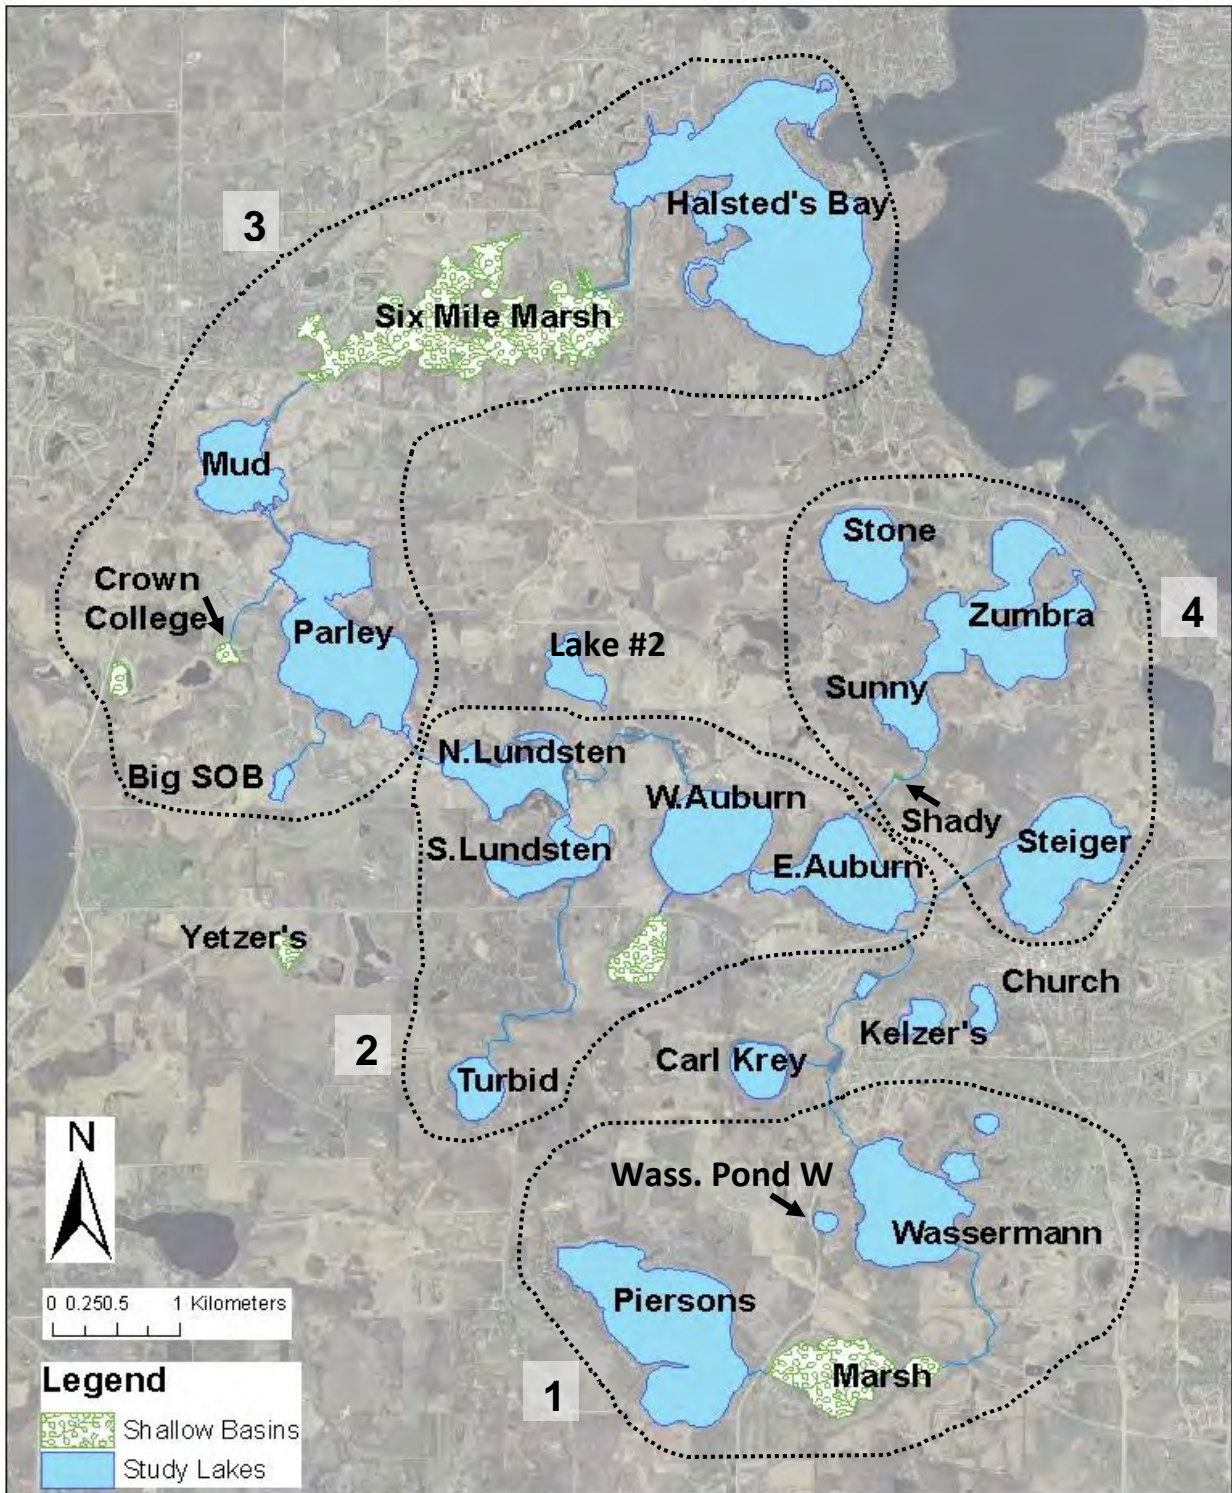 Halsted's Bay
3
Six Mile Marsh
Mud
Stone
Crown
College
Zumbra
4
Parley
Lake #2
Sunny
Big SOB
N.Lundsten
W.Auburn
Shady
S.Lundsten
E.Auburn
Steiger
Yetzer's
Church
Kelzer's
2
Carl Krey
Turbid
N
Wass. Pond W
Wassermann
Piersons
0 0.250.5 1 Kilometers
Marsh
1
Legend
Shallow Basins
Study Lakes